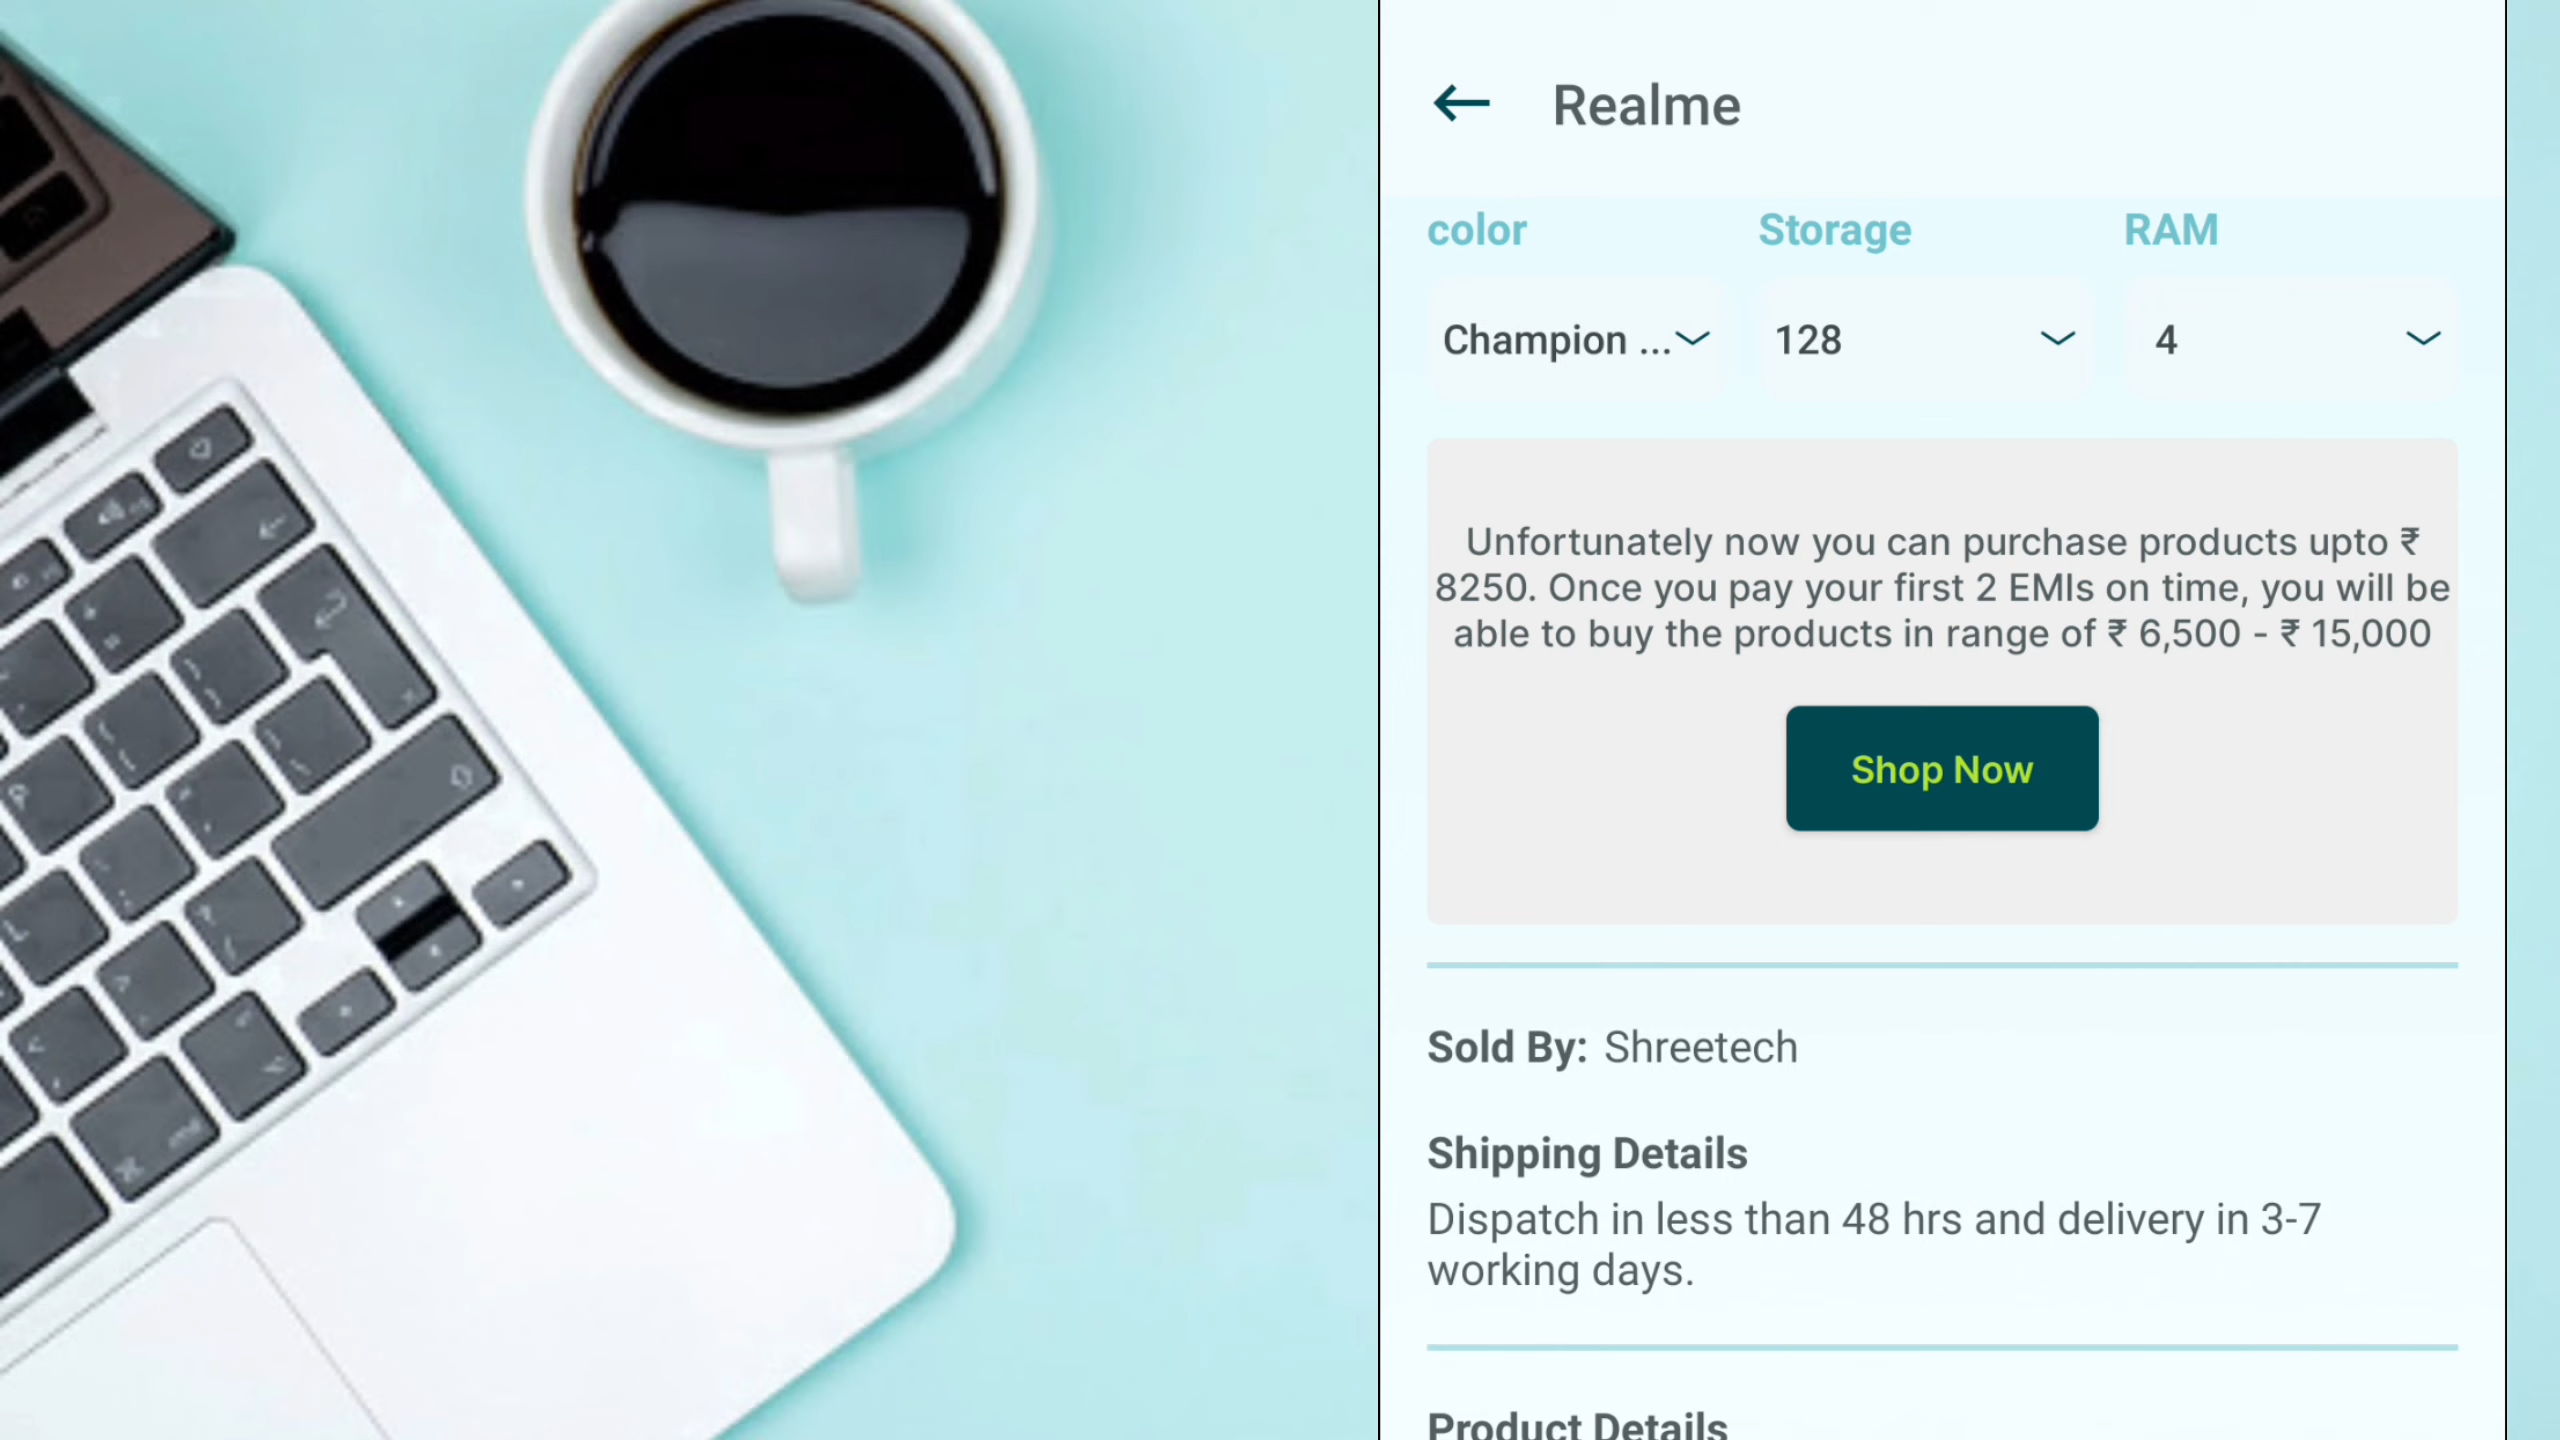 Realme
color Storage RAM
Champion ... 128 4
Unfortunately now you can purchase products upto ₹
8250. Once you pay your first 2 EMIs on time, you will be
able to buy the products in range of ₹ 6,500 - ₹ 15,000
Shop Now
Sold By: Shreetech
Shipping Details
Dispatch in less than 48 hrs and delivery in 3-7
working days.
Product Details